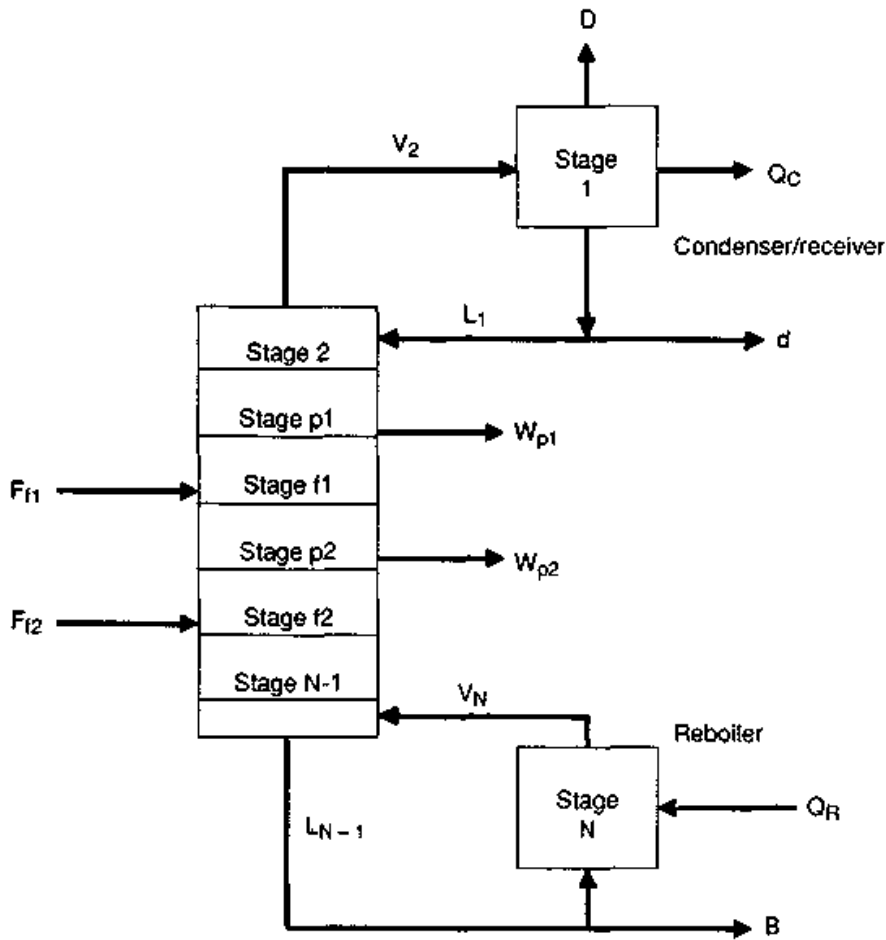 D
V2
Stage
1
QC
Condenser/receiver
L1
d
Stage 2
Stage p1
Wp1
Ff1
Stage f1
Stage p2
Wp2
Ff2
Stage f2
Stage N-1
VN
Reboiler
Stage
N
QR
LN – 1
B